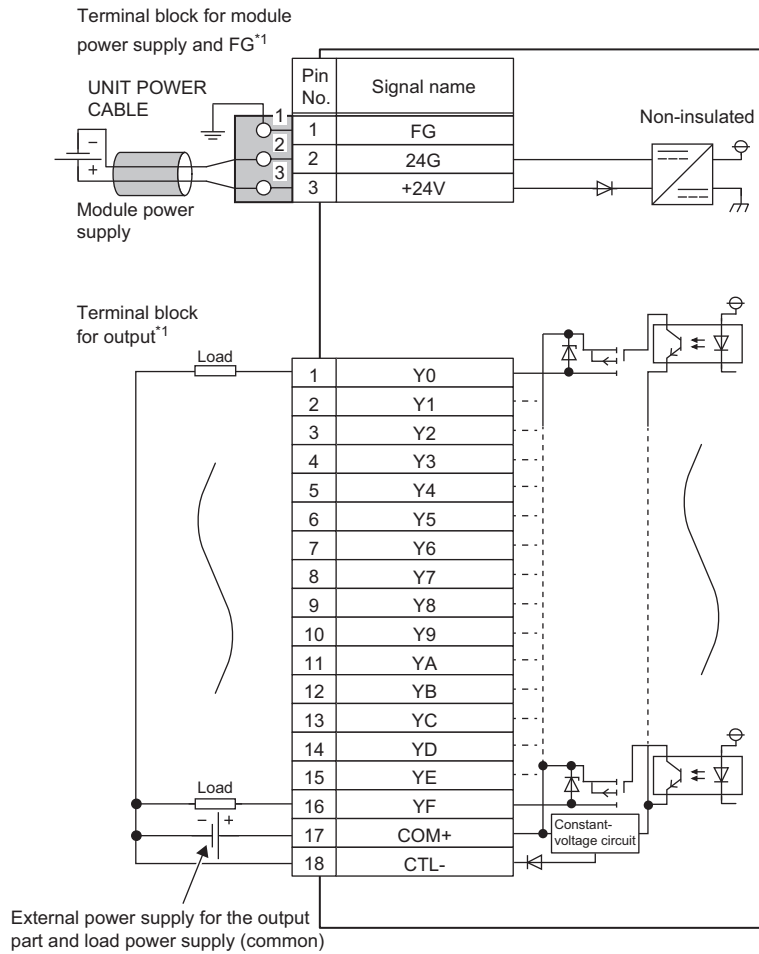 Terminal block for module
power supply and FG*1
UNIT POWER
CABLE
Pin
No.
Signal name
Non-insulated
1
1 FG
2
2 24G
3
3 +24V
−
+
Module power
supply
Terminal block
for output*1
Load
1 Y0
2 Y1
3 Y2
4 Y3
5 Y4
6 Y5
7 Y6
8 Y7
9 Y8
10 Y9
11 YA
12 YB
13 YC
14 YD
15 YE
Load
16 YF
− +
17 COM+
Constant-
voltage circuit
18 CTL-
External power supply for the output
part and load power supply (common)